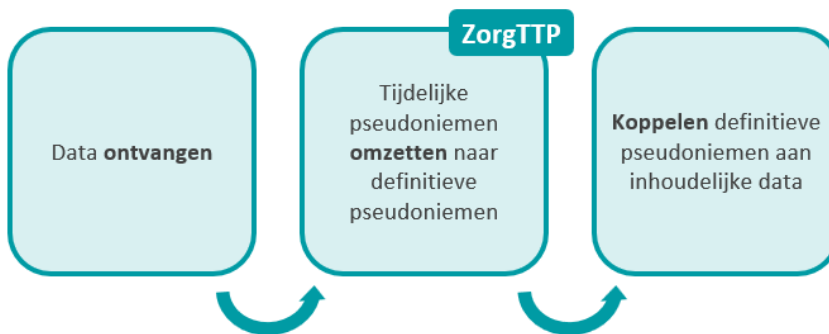 Data ontvangen
ZorgTTP
Tijdelijke
pseudoniemen
omzetten naar
definitieve
pseudoniemen
Koppelen definitieve
pseudoniemen aan
inhoudelijke data